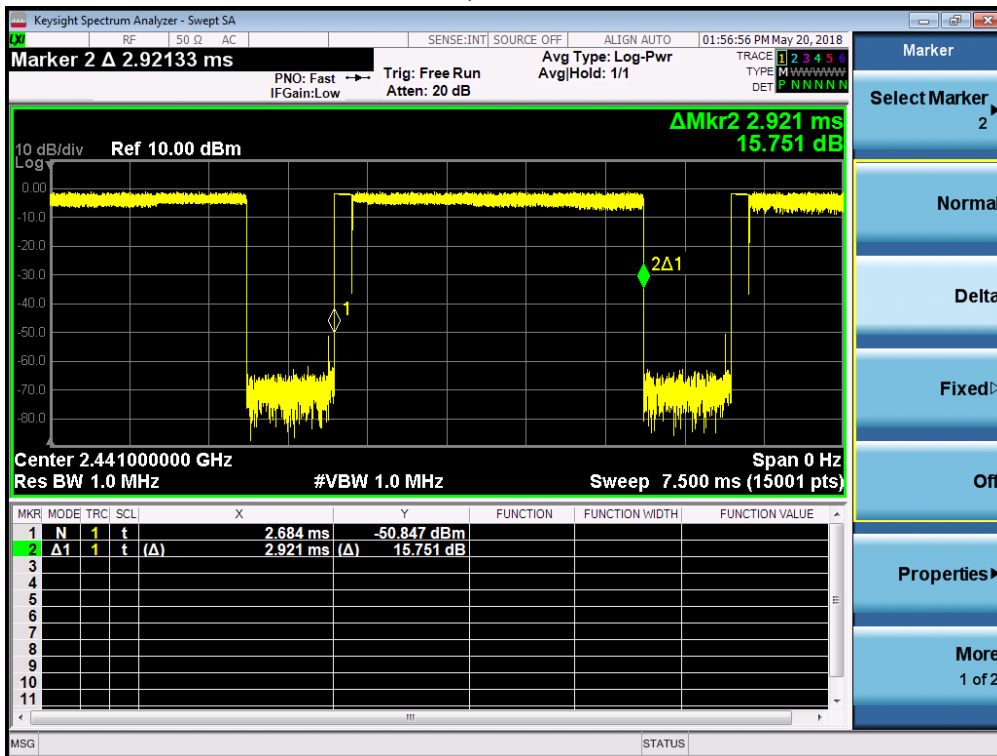 Keysight Spectrum Analyzer - Swept SA
LXI RF 50 Ω AC SENSE:INT SOURCE OFF ALIGN AUTO 01:56:56 PM May 20, 2018
Marker 2 Δ 2.92133 ms
PNO: Fast
IFGain:Low
Trig: Free Run
Atten: 20 dB
Avg Type: Log-Pwr
Avg|Hold: 1/1
TRACE 1 2 3 4 5 6
TYPE M WWWWW
DET P N N N N N
ΔMkr2 2.921 ms
15.751 dB
10 dB/div Ref 10.00 dBm
Log
0.00
-10.0
-20.0
-30.0
-40.0
-50.0
-60.0
-70.0
-80.0
1
2Δ1
Center 2.441000000 GHz Span 0 Hz
Res BW 1.0 MHz #VBW 1.0 MHz Sweep 7.500 ms (15001 pts)
MKR MODE TRC SCL X Y FUNCTION FUNCTION WIDTH FUNCTION VALUE
1 N 1 t 2.684 ms -50.847 dBm
2 Δ1 1 t (Δ) 2.921 ms (Δ) 15.751 dB
3
4
5
6
7
8
9
10
11
MSG STATUS
Marker
Select Marker
2
Normal
Delta
Fixed
Off
Properties
More
1 of 2